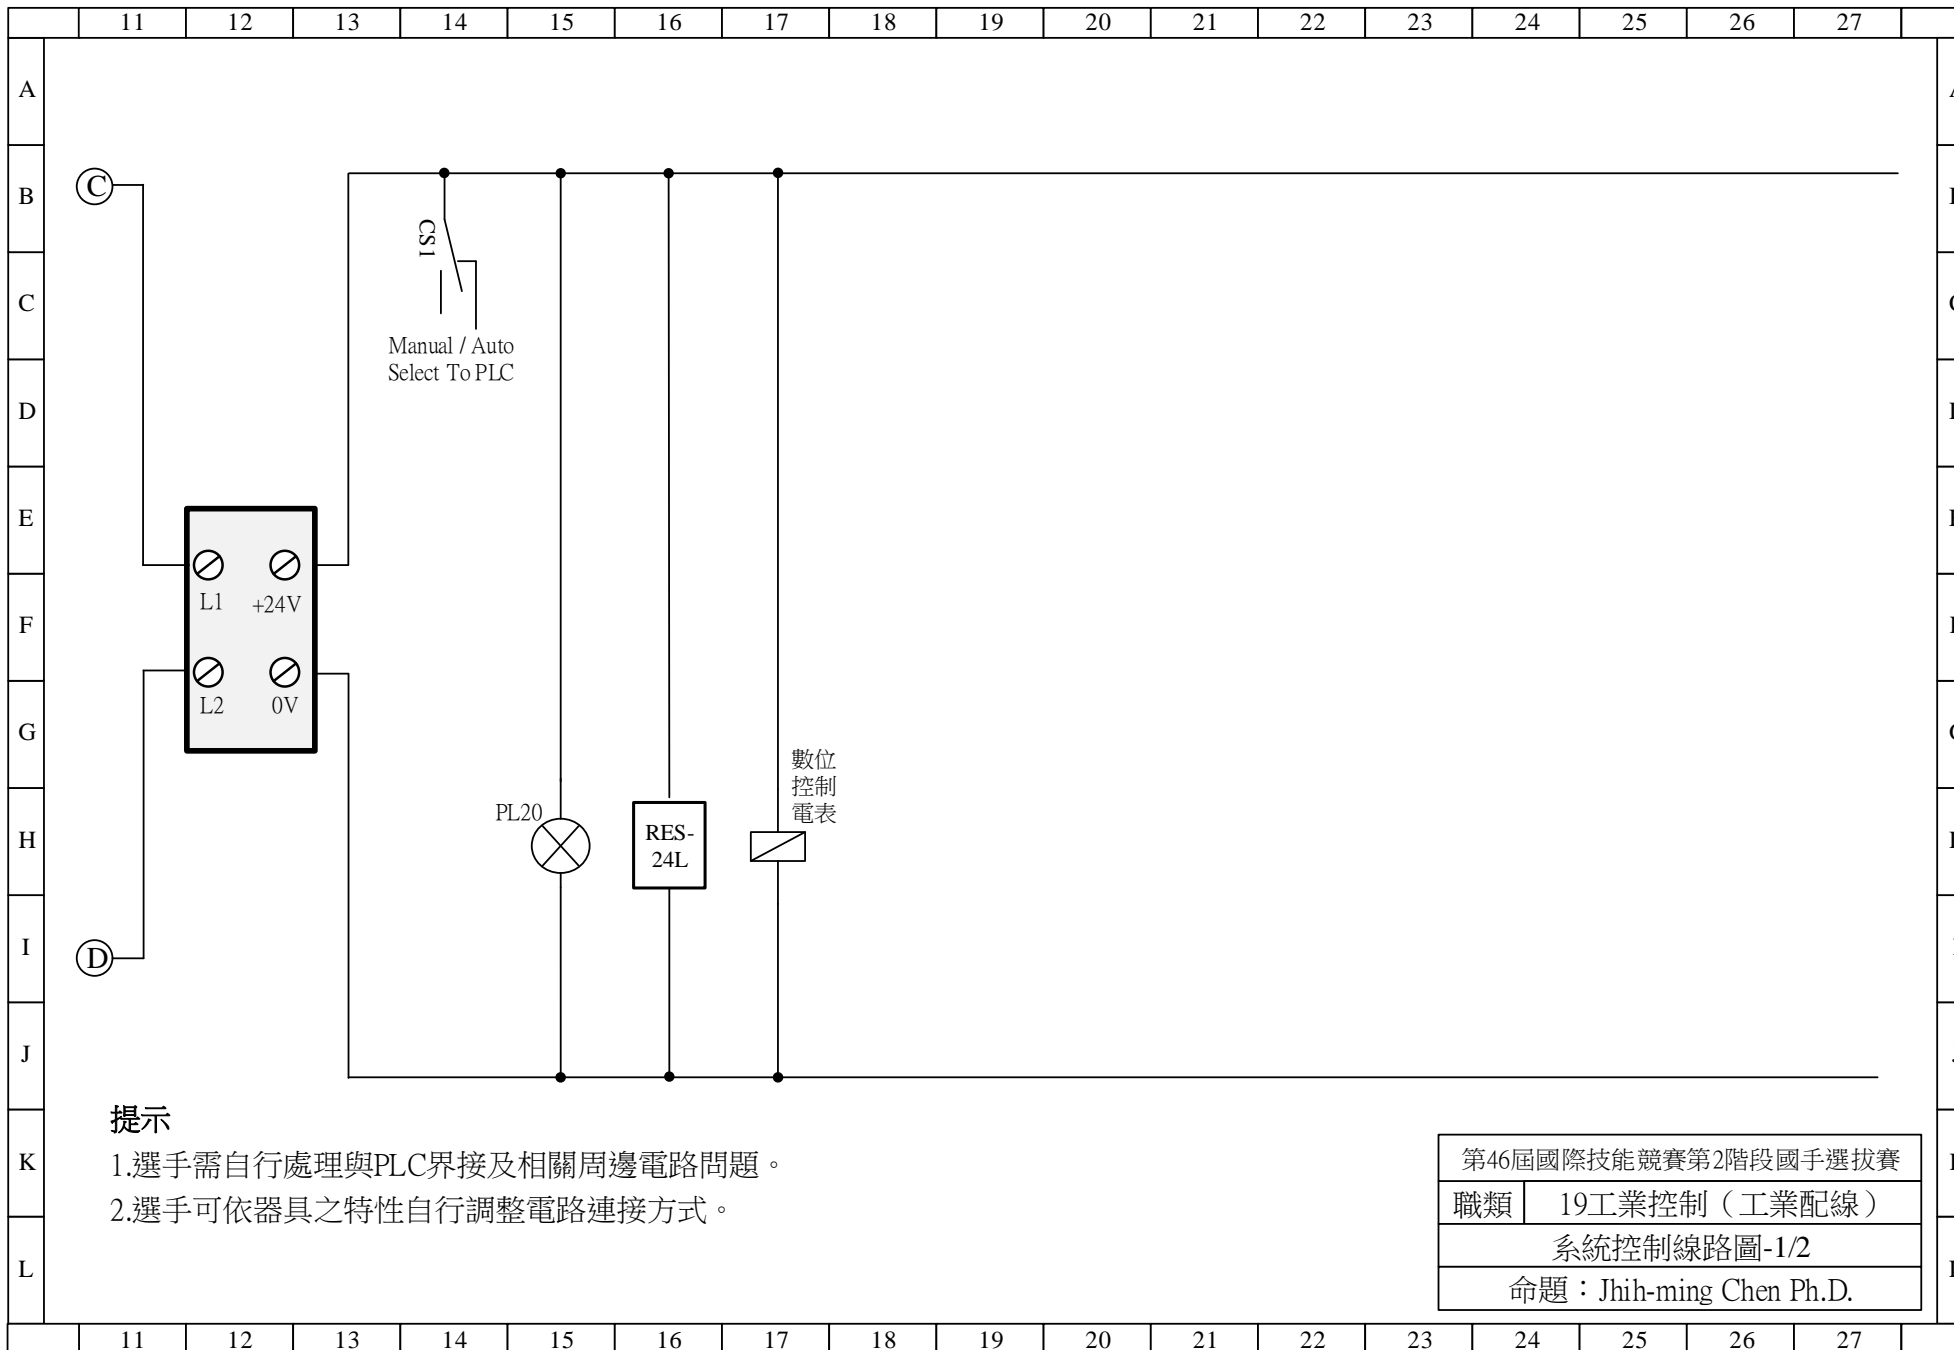 11 12 13 14 15 16 17 18 19 20 21 22 23 24 25 26 27
A
B
C
CS1
C
Manual / Auto
Select To PLC
D
E
L1 +24V
F
L2 0V
G
數位
控制
電表
PL20
H
RES-
24L
I
D
J
提示
K
1.選手需自行處理與PLC界接及相關周邊電路問題。
2.選手可依器具之特性自行調整電路連接方式。
L
第46屆國際技能競賽第2階段國手選拔賽
職類 19工業控制（工業配線）
系統控制線路圖-1/2
命題：Jhih-ming Chen Ph.D.
11 12 13 14 15 16 17 18 19 20 21 22 23 24 25 26 27